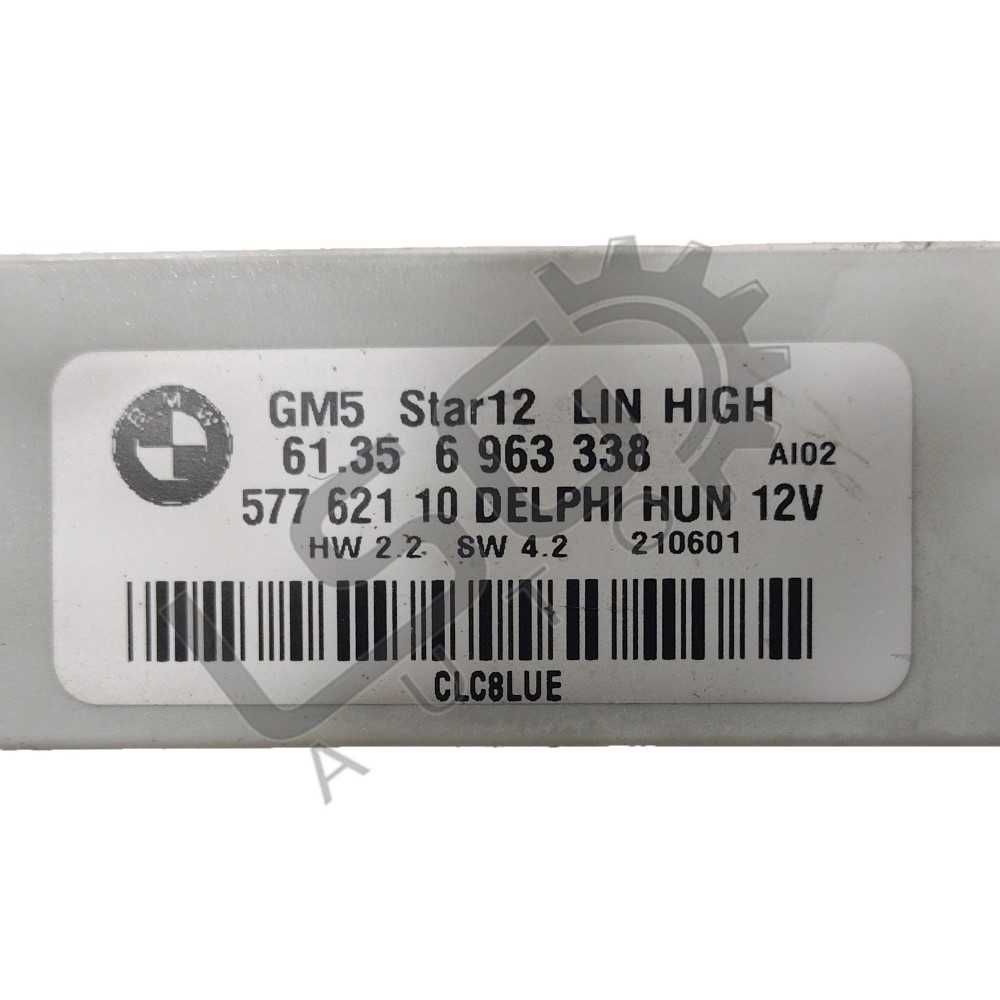 BMW
GM5 Star12 LIN HIGH
61.35 6 963 338 AI02
577 621 10 DELPHI HUN 12V
HW 2.2 SW 4.2 210601
CLC8LUE